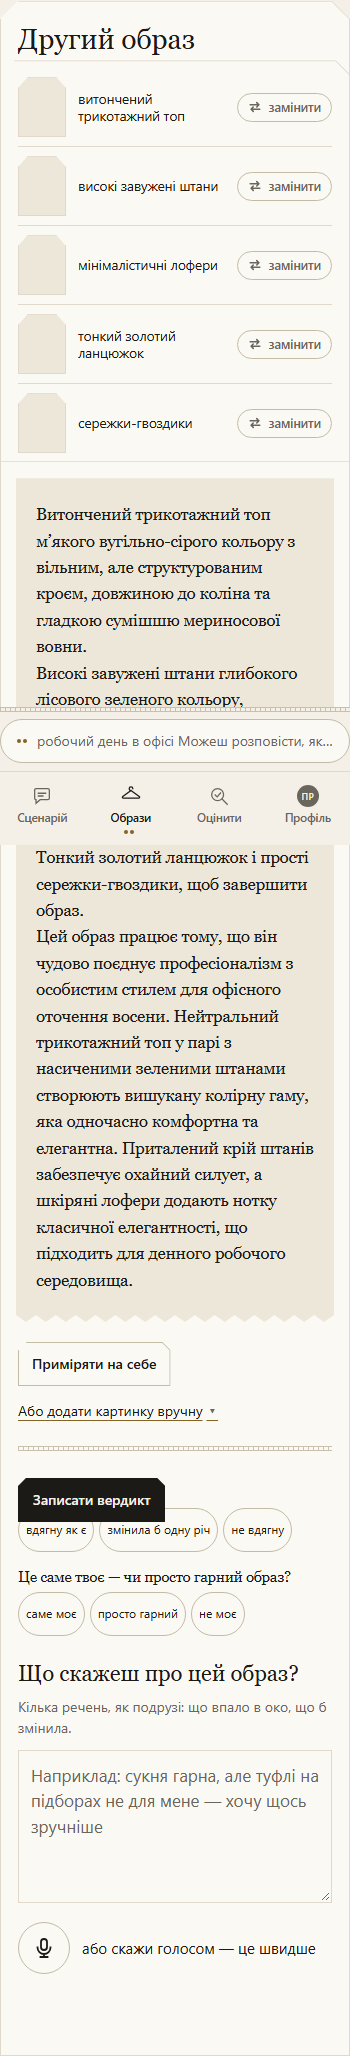 Другий образ
витончений
трикотажний топ
замінити
високі завужені штани
замінити
мінімалістичні лофери
замінити
тонкий золотий
ланцюжок
замінити
сережки-гвоздики
замінити
Витончений трикотажний топ
м’якого вугільно-сірого кольору з
вільним, але структурованим
кроєм, довжиною до коліна та
гладкою сумішшю мериносової
вовни.
Високі завужені штани глибокого
лісового зеленого кольору,
робочий день в офісі Можеш розповісти, як...
Сценарій
Образи
Оцінити
ПР
Профіль
Тонкий золотий ланцюжок і прості
сережки-гвоздики, щоб завершити
образ.
Цей образ працює тому, що він
чудово поєднує професіоналізм з
особистим стилем для офісного
оточення восени. Нейтральний
трикотажний топ у парі з
насиченими зеленими штанами
створюють вишукану колірну гаму,
яка одночасно комфортна та
елегантна. Приталений крій штанів
забезпечує охайний силует, а
шкіряні лофери додають нотку
класичної елегантності, що
підходить для денного робочого
середовища.
Приміряти на себе
Або додати картинку вручну
Записати вердикт
вдягну як є
змінила б одну річ
не вдягну
Це саме твоє — чи просто гарний образ?
саме моє
просто гарний
не моє
Що скажеш про цей образ?
Кілька речень, як подрузі: що впало в око, що б
змінила.
Наприклад: сукня гарна, але туфлі на
підборах не для мене — хочу щось
зручніше
або скажи голосом — це швидше